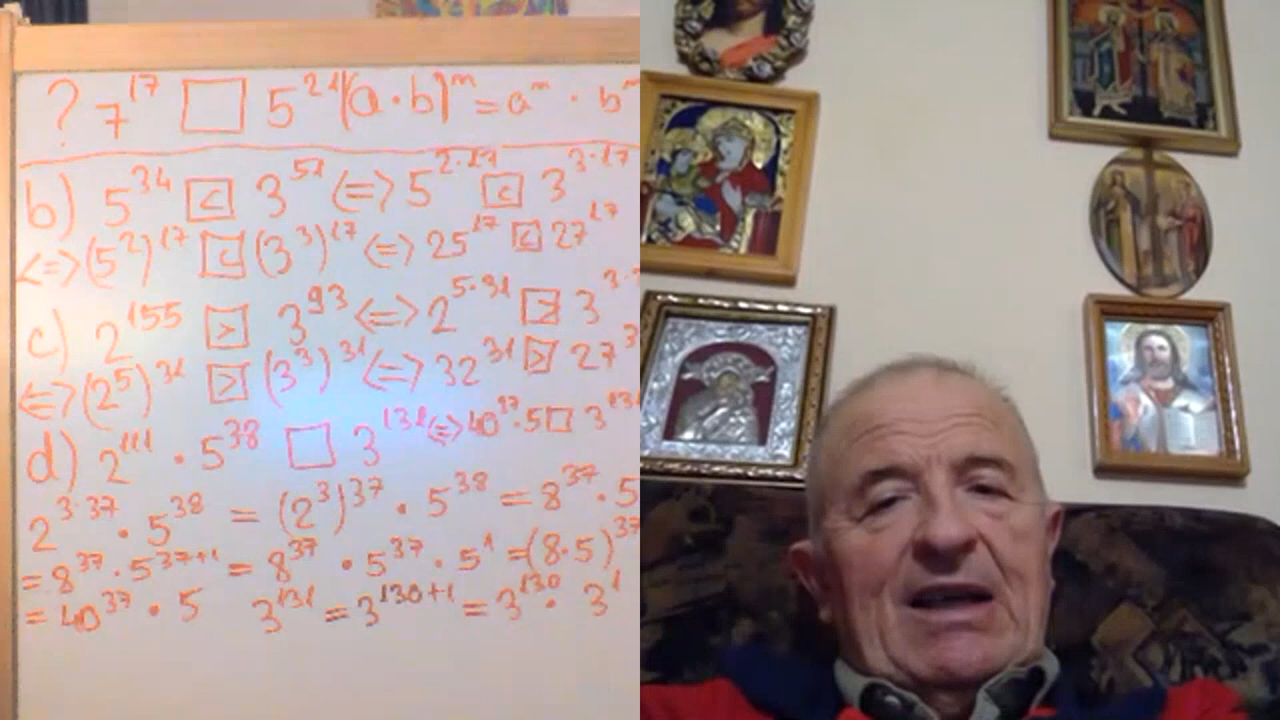 ? 7^17 □ 5^21 | (a·b)^m = a^m · b^m
b) 5^34 < 3^51 <=> 5^2·17 < 3^3·17
<=> (5^2)^17 < (3^3)^17 <=> 25^17 < 27^17
c) 2^155 > 3^93 <=> 2^5·31 > 3^3·
<=> (2^5)^31 > (3^3)^31 <=> 32^31 > 27^3
d) 2^111 · 5^38 □ 3^131 <=> 40^37·5 □ 3^131
2^3·37 · 5^38 = (2^3)^37 · 5^38 = 8^37 · 5
= 8^37 · 5^37+1 = 8^37 · 5^37 · 5^1 = (8·5)^37
= 40^37 · 5 3^131 = 3^130+1 = 3^130 · 3^1